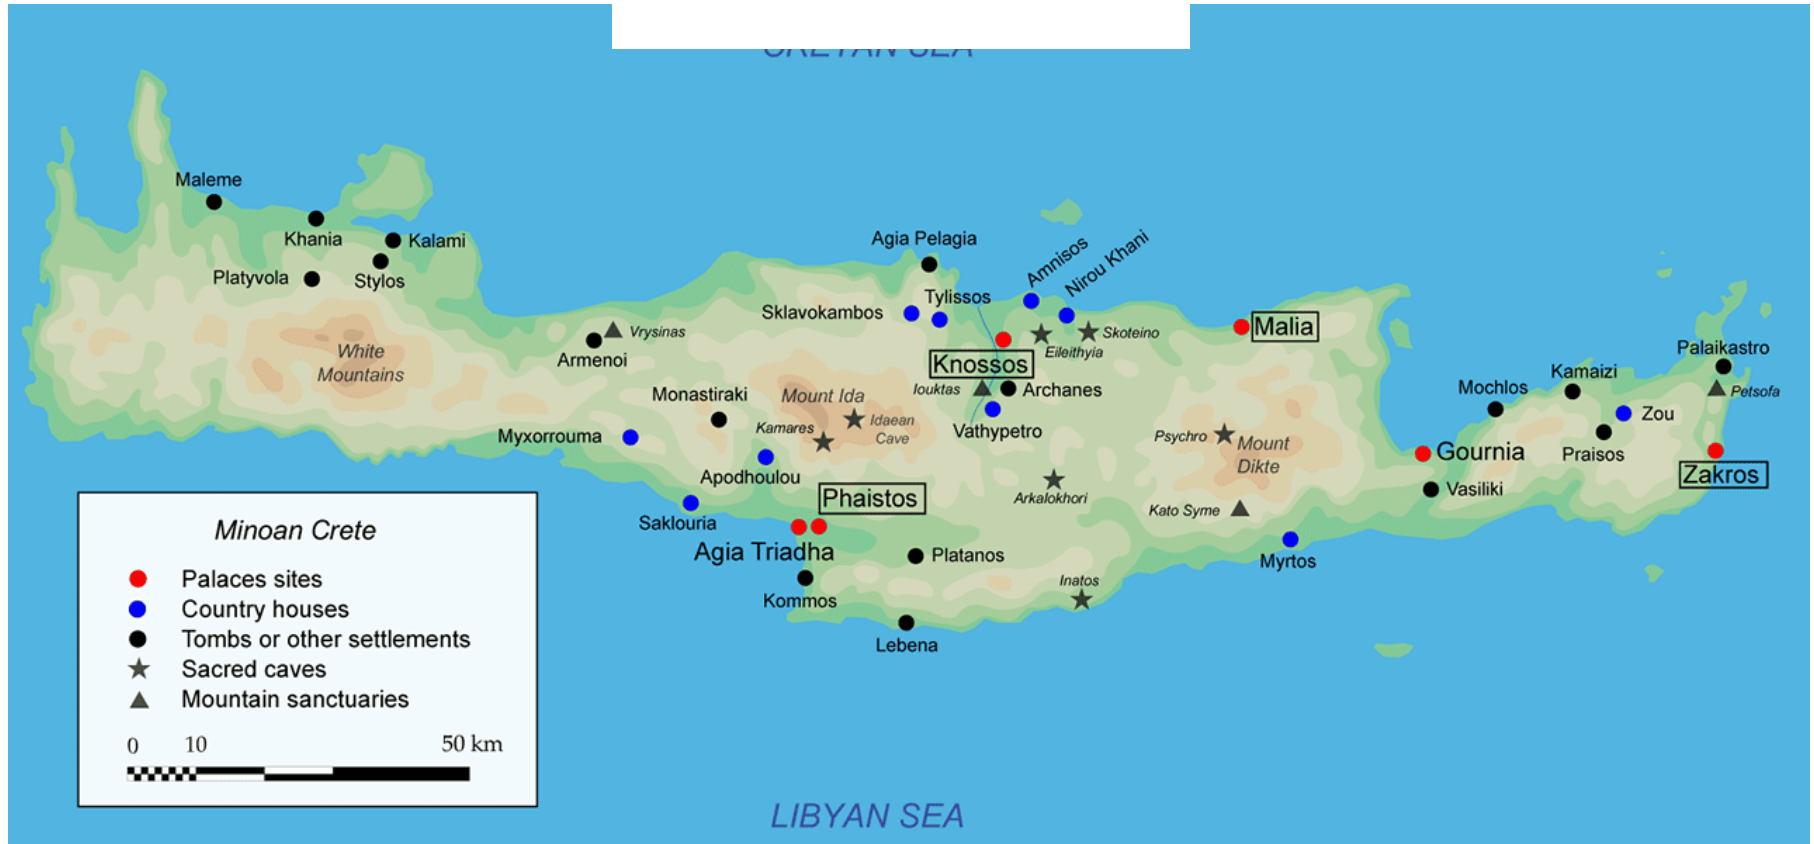 CRETAN SEA
Maleme
Khania
Kalami
Platyvola
Stylos
White
Mountains
Armenoi
Vrysinas
Agia Pelagia
Sklavokambos
Tylissos
Amnisos
Nirou Khani
Knossos
Eileithyia
Skoteino
Malia
Iouktas
Archanes
Vathypetro
Monastiraki
Mount Ida
Idaean
Cave
Kamares
Myxorrouma
Apodhoulou
Saklouria
Phaistos
Agia Triadha
Kommos
Platanos
Lebena
Arkalokhori
Inatos
Psychro
Mount
Dikte
Kato Syme
Myrtos
Gournia
Vasiliki
Mochlos
Kamaizi
Zou
Praisos
Palaikastro
Petsofa
Zakros
Minoan Crete
Palaces sites
Country houses
Tombs or other settlements
Sacred caves
Mountain sanctuaries
0 10 50 km
LIBYAN SEA